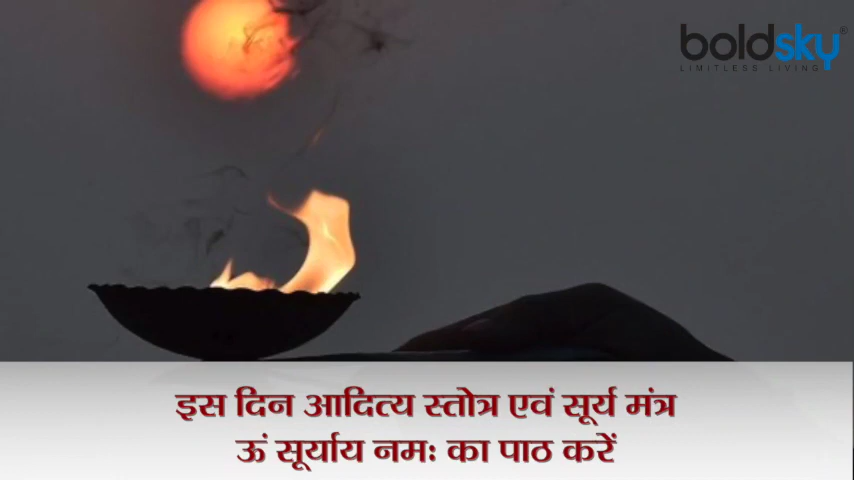 boldsky®
LIMITLESS LIVING
इस दिन आदित्य स्तोत्र एवं सूर्य मंत्र
ऊं सूर्याय नमः का पाठ करें